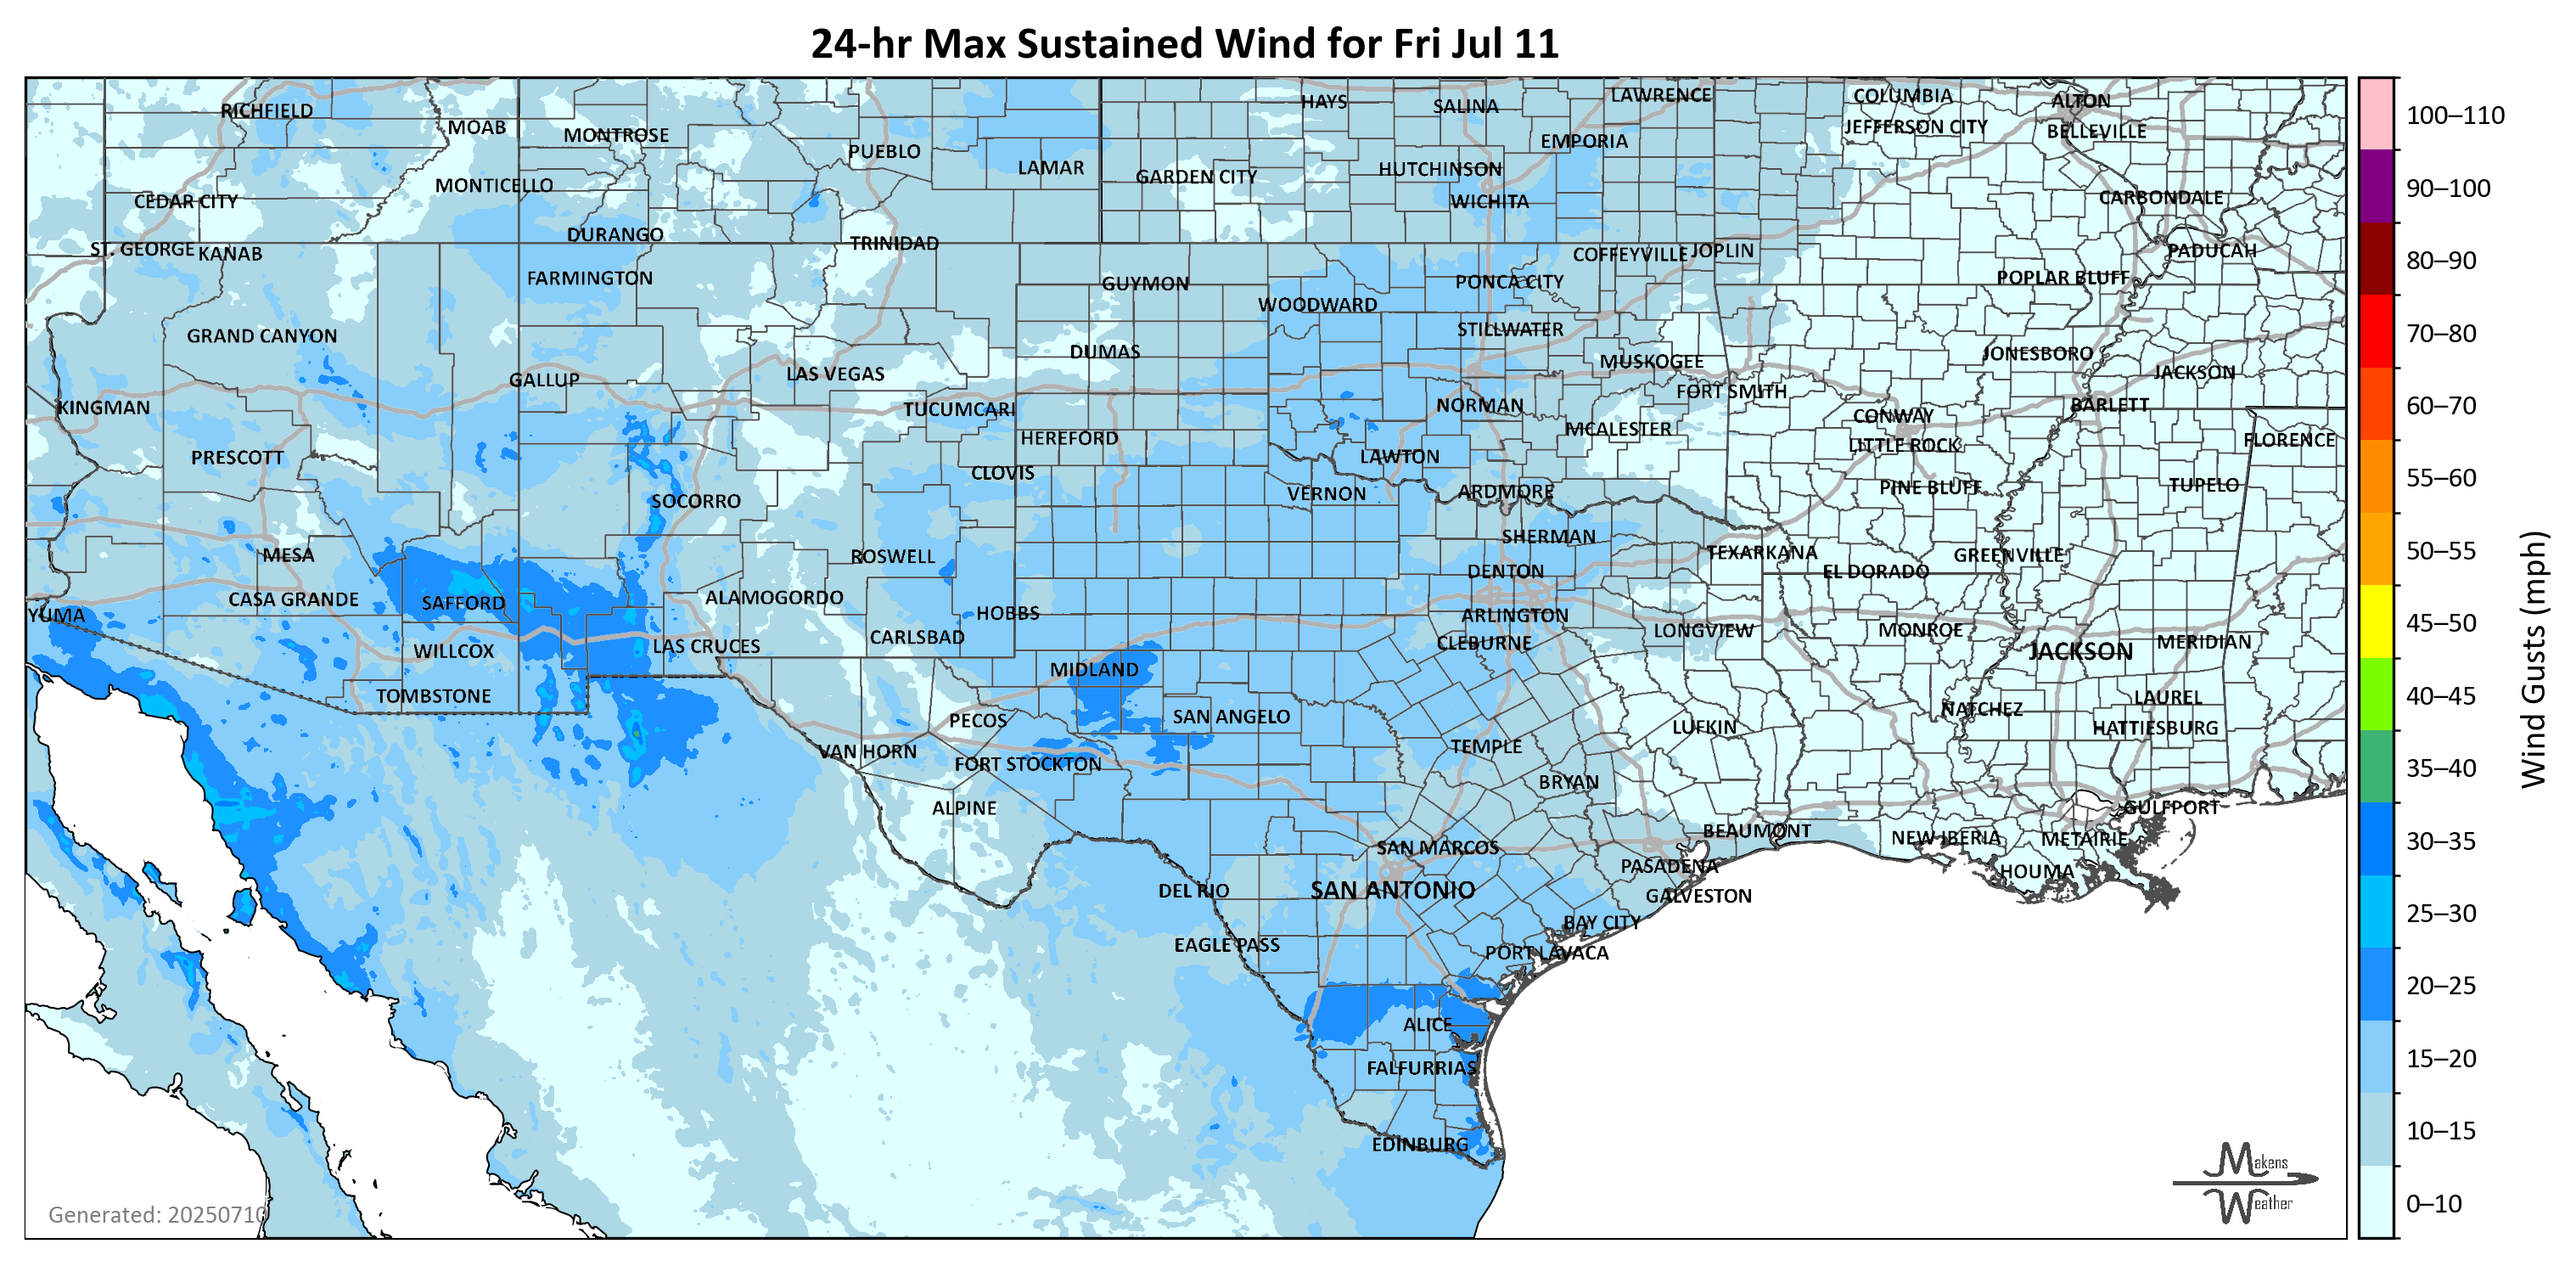 24-hr Max Sustained Wind for Fri Jul 11
RICHFIELD
MOAB
MONTROSE
PUEBLO
LAMAR
HAYS
SALINA
LAWRENCE
COLUMBIA
ALTON
JEFFERSON CITY
BELLEVILLE
EMPORIA
GARDEN CITY
HUTCHINSON
MONTICELLO
CEDAR CITY
WICHITA
CARBONDALE
DURANGO
TRINIDAD
ST. GEORGE
KANAB
COFFEYVILLE
JOPLIN
PADUCAH
FARMINGTON
GUYMON
PONCA CITY
POPLAR BLUFF
WOODWARD
GRAND CANYON
STILLWATER
DUMAS
MUSKOGEE
JONESBORO
GALLUP
LAS VEGAS
JACKSON
FORT SMITH
KINGMAN
TUCUMCARI
NORMAN
CONWAY
BARLETT
HEREFORD
MCALESTER
LITTLE ROCK
FLORENCE
PRESCOTT
CLOVIS
LAWTON
SOCORRO
VERNON
ARDMORE
PINE BLUFF
TUPELO
MESA
ROSWELL
SHERMAN
TEXARKANA
GREENVILLE
CASA GRANDE
SAFFORD
ALAMOGORDO
DENTON
EL DORADO
YUMA
HOBBS
ARLINGTON
WILLCOX
LAS CRUCES
CARLSBAD
CLEBURNE
LONGVIEW
MONROE
JACKSON
MERIDIAN
MIDLAND
TOMBSTONE
PECOS
SAN ANGELO
LUFKIN
NATCHEZ
LAUREL
HATTIESBURG
VAN HORN
FORT STOCKTON
TEMPLE
BRYAN
ALPINE
GULFPORT
SAN MARCOS
BEAUMONT
NEW IBERIA
METAIRIE
DEL RIO
SAN ANTONIO
PASADENA
HOUMA
GALVESTON
EAGLE PASS
BAY CITY
PORT LAVACA
ALICE
FALFURRIAS
EDINBURG
Generated: 20250710
Makens
Weather
100–110
90–100
80–90
70–80
60–70
55–60
50–55
45–50
40–45
35–40
30–35
25–30
20–25
15–20
10–15
0–10
Wind Gusts (mph)